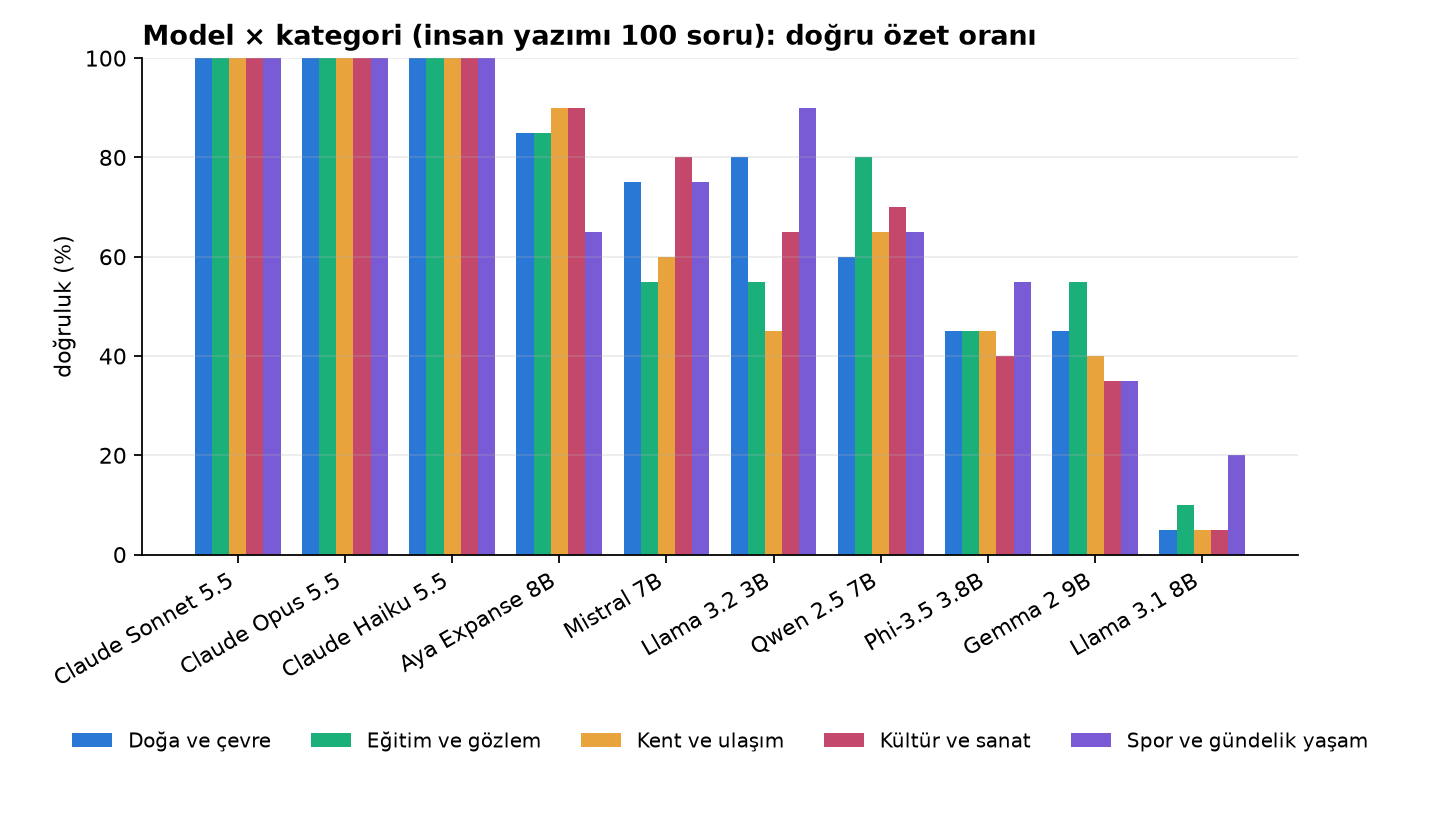 Model × kategori (insan yazımı 100 soru): doğru özet oranı
100
80
60
40
20
0
doğruluk (%)
Claude Sonnet 5.5
Claude Opus 5.5
Claude Haiku 5.5
Aya Expanse 8B
Mistral 7B
Llama 3.2 3B
Qwen 2.5 7B
Phi-3.5 3.8B
Gemma 2 9B
Llama 3.1 8B
Doğa ve çevre
Eğitim ve gözlem
Kent ve ulaşım
Kültür ve sanat
Spor ve gündelik yaşam